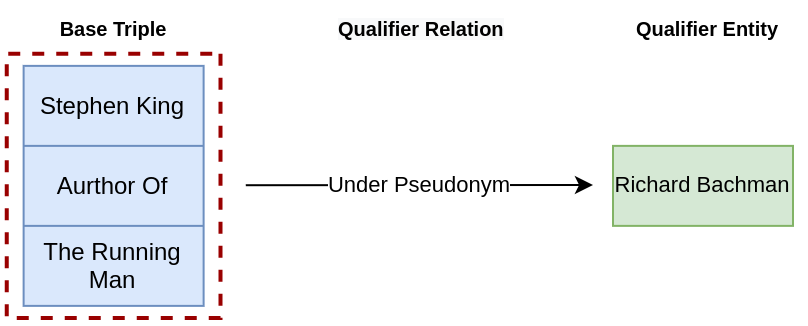 Base Triple
Qualifier Relation
Qualifier Entity
Stephen King
Aurthor Of
The Running
Man
Under Pseudonym
Richard Bachman